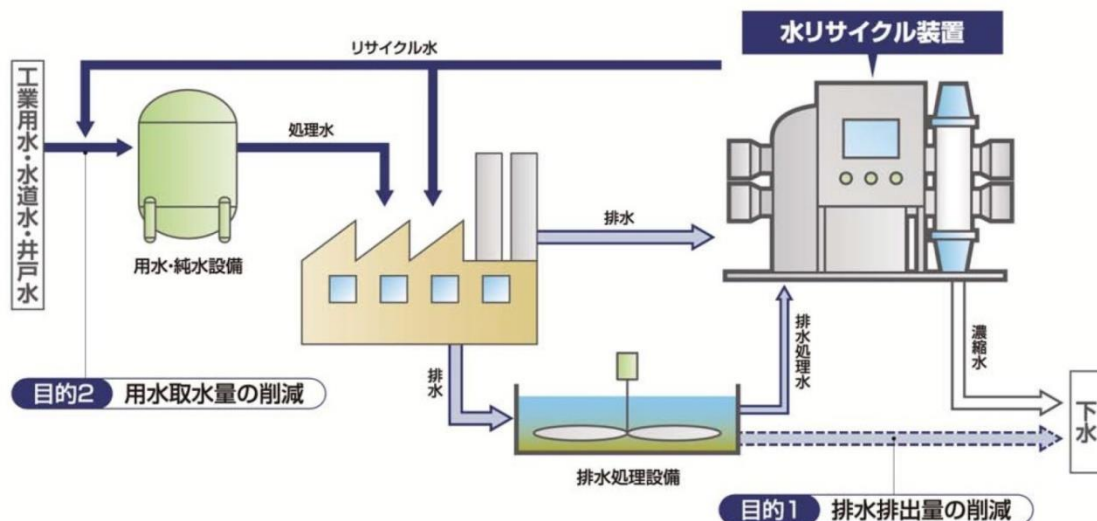 水リサイクル装置
リサイクル水
工業用水・水道水・井戸水
処理水
排水
用水・純水設備
排水
排水処理水
濃縮水
目的2 用水取水量の削減
下水
排水処理設備
目的1 排水排出量の削減